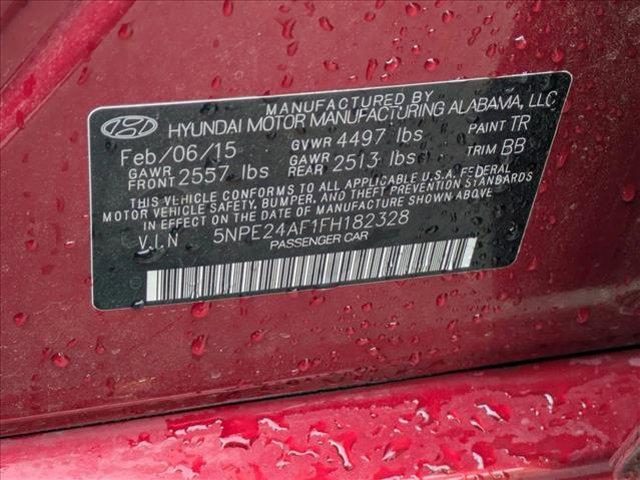 MANUFACTURED BY
HYUNDAI MOTOR MANUFACTURING ALABAMA, LLC
Feb/06/15 GVWR 4497 lbs PAINT TR
GAWR FRONT 2557 lbs GAWR REAR 2513 lbs TRIM BB
THIS VEHICLE CONFORMS TO ALL APPLICABLE U.S.A. FEDERAL
MOTOR VEHICLE SAFETY, BUMPER, AND THEFT PREVENTION STANDARDS
IN EFFECT ON THE DATE OF MANUFACTURE SHOWN ABOVE
V.I.N 5NPE24AF1FH182328
PASSENGER CAR